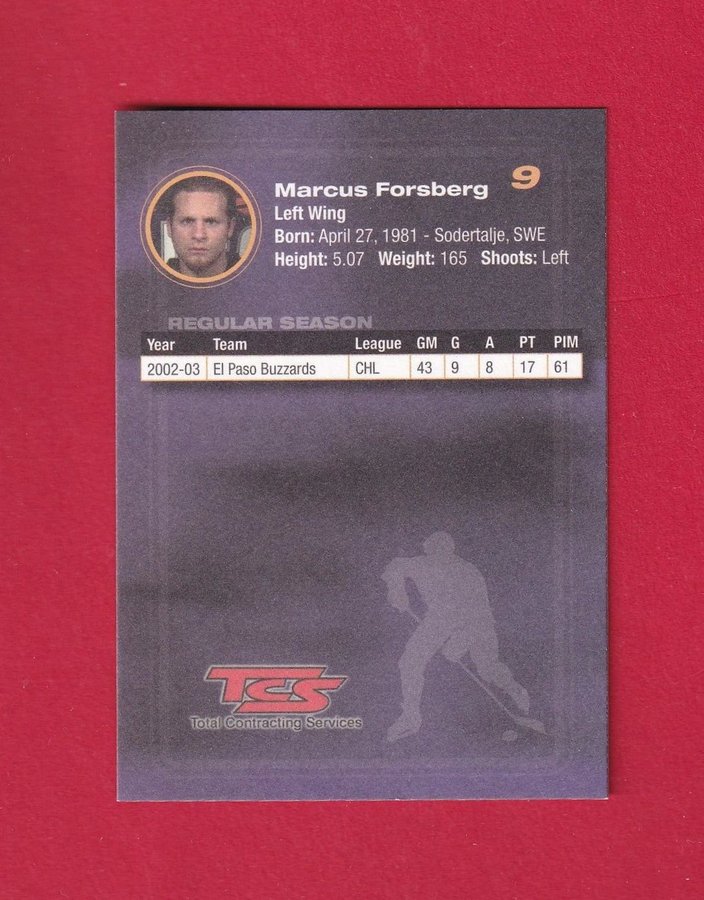 Marcus Forsberg 9
Left Wing
Born: April 27, 1981 - Sodertalje, SWE
Height: 5.07 Weight: 165 Shoots: Left
REGULAR SEASON
Year Team League GM G A PT PIM
2002-03 El Paso Buzzards CHL 43 9 8 17 61
TCS
Total Contracting Services